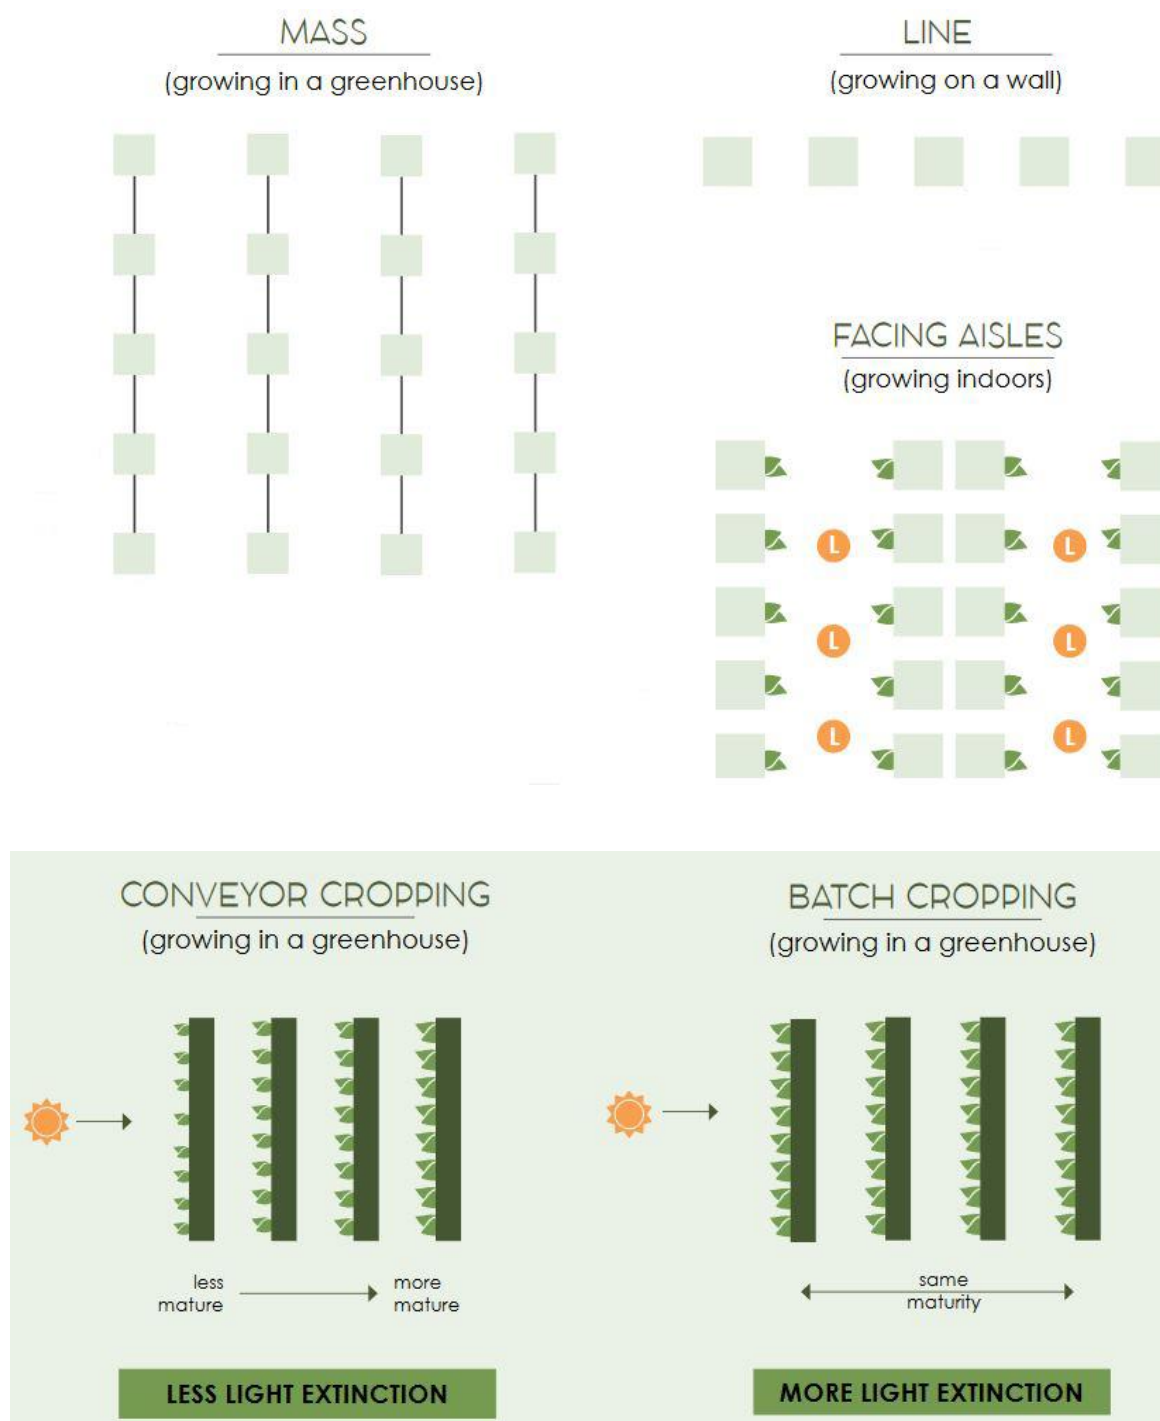 MASS
(growing in a greenhouse)
LINE
(growing on a wall)
FACING AISLES
(growing indoors)
L
L
L
L
L
L
CONVEYOR CROPPING
(growing in a greenhouse)
less
mature
more
mature
LESS LIGHT EXTINCTION
BATCH CROPPING
(growing in a greenhouse)
same
maturity
MORE LIGHT EXTINCTION